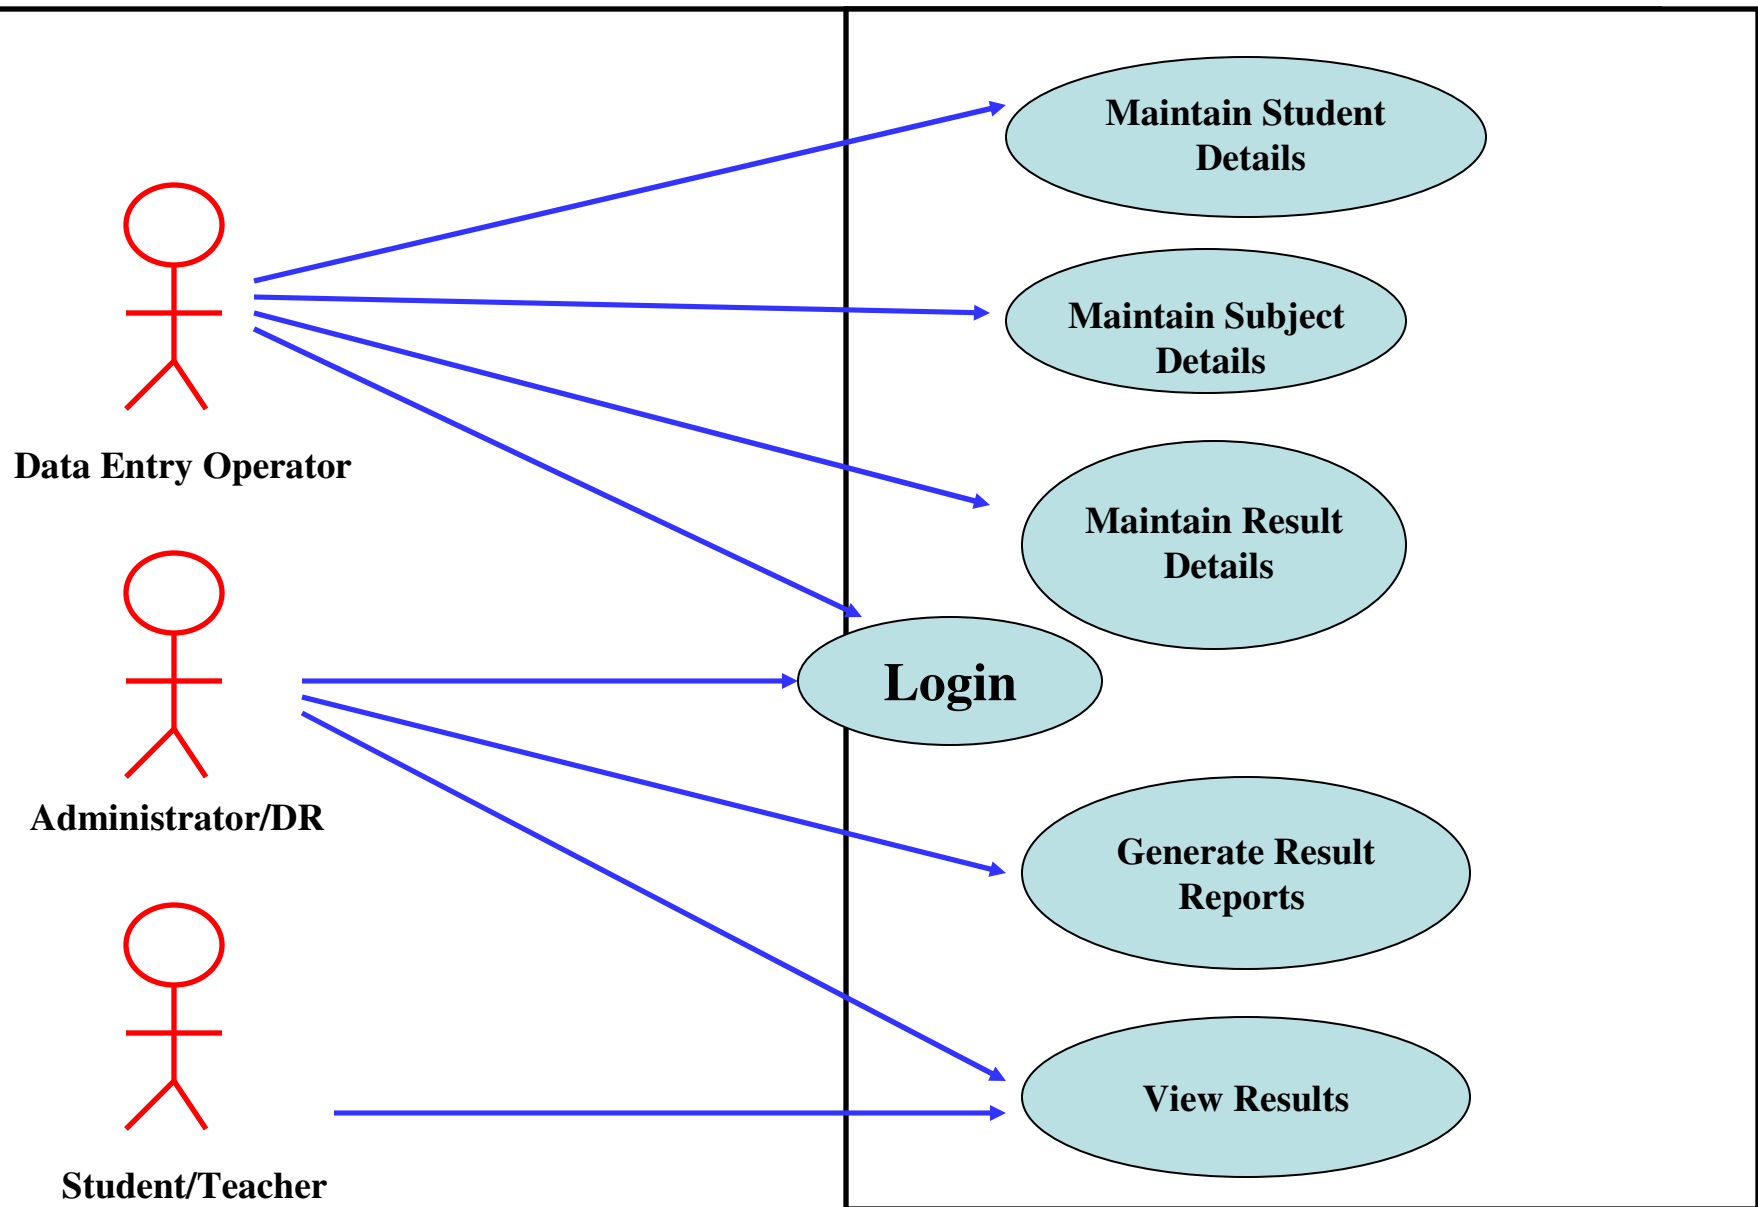 Maintain Student
Details
Maintain Subject
Details
Data Entry Operator
Maintain Result
Details
Login
Administrator/DR
Generate Result
Reports
View Results
Student/Teacher